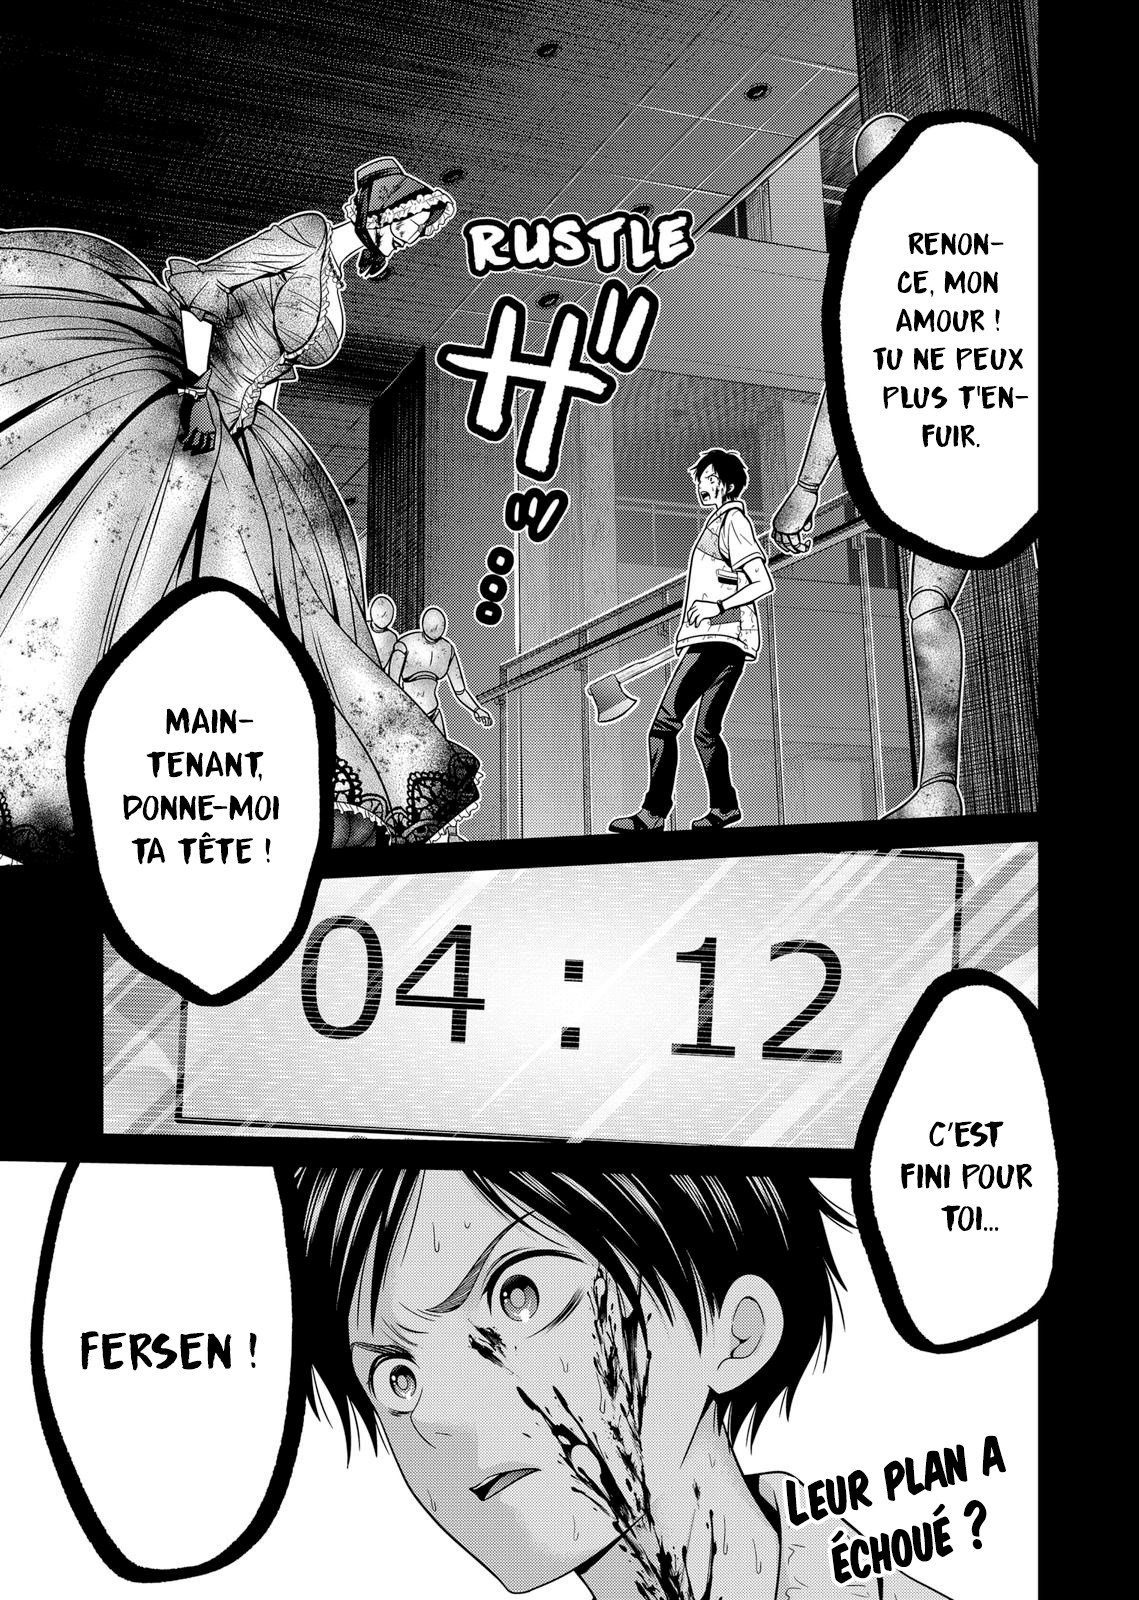 RENON-
CE, MON
AMOUR !
TU NE PEUX
PLUS T'EN-
FUIR.
RUSTLE
ザッ
MAIN-
TENANT,
DONNE-MOI
TA TÊTE !
04:12
C'EST
FINI POUR
TOI...
FERSEN !
LEUR PLAN A
ÉCHOUÉ ?